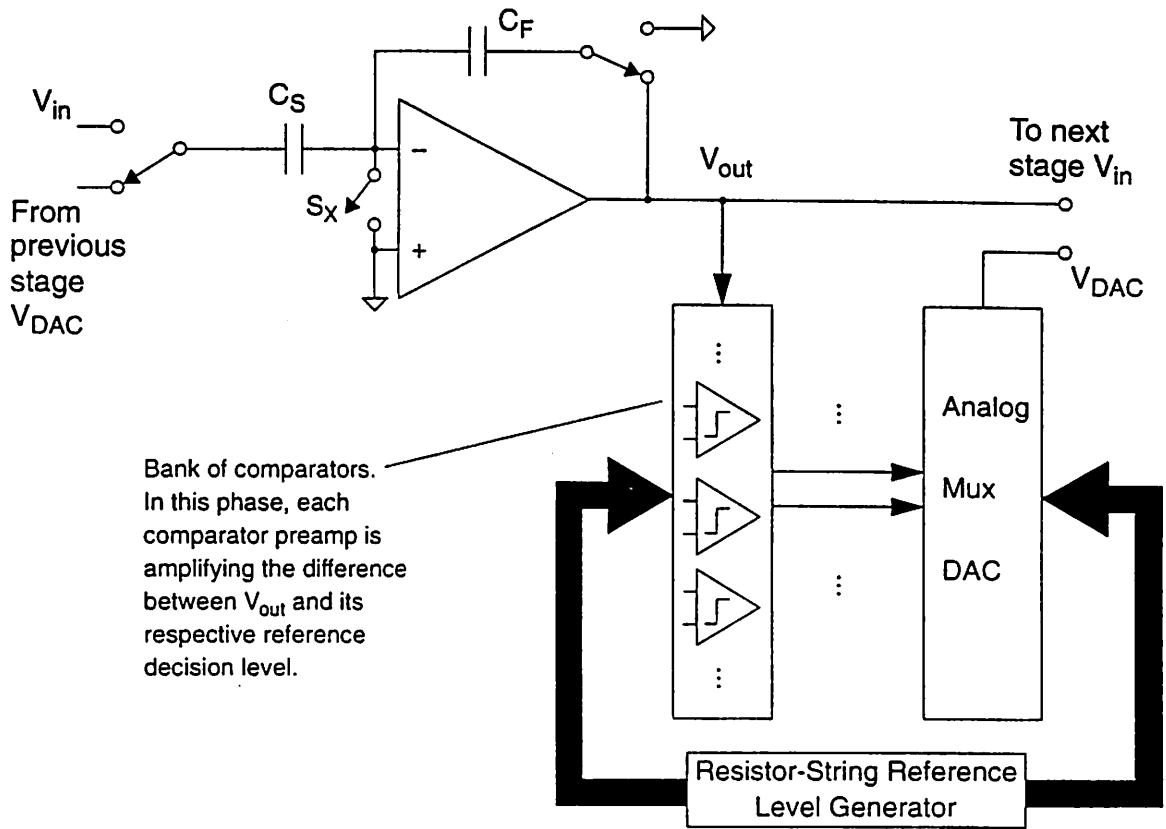 C_F
V_in
C_S
To next
stage V_in
V_out
−
S_X
+
From
previous
stage
V_DAC
V_DAC
Analog
Mux
DAC
Bank of comparators.
In this phase, each
comparator preamp is
amplifying the difference
between V_out and its
respective reference
decision level.
Resistor-String Reference
Level Generator